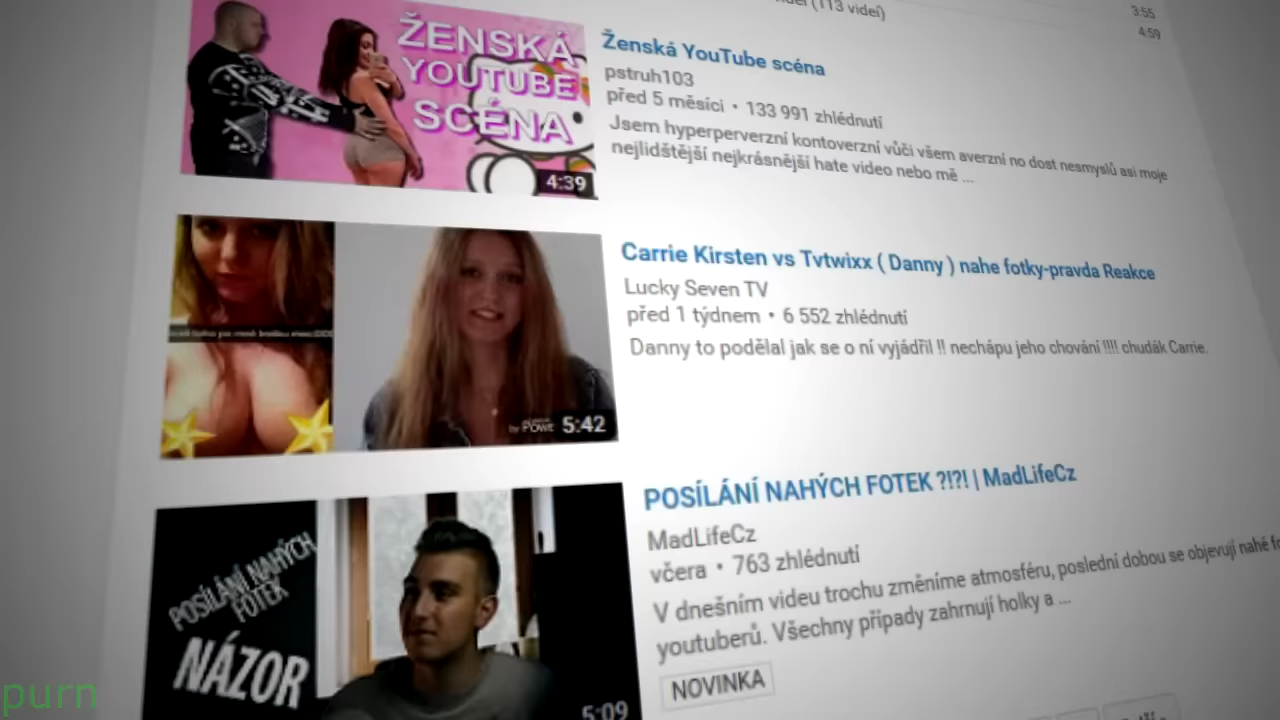 (113 videí)
3:55
4:59
ŽENSKÁ
YOUTUBE
SCÉNA
4:39
Ženská YouTube scéna
pstruh103
před 5 měsíci • 133 991 zhlédnutí
Jsem hyperperverzní kontoverzní vůči všem averzní no dost nesmyslů asi moje
nejlidštější nejkrásnější hate video nebo mě ...
by POWE 5:42
Carrie Kirsten vs Tvtwixx ( Danny ) nahe fotky-pravda Reakce
Lucky Seven TV
před 1 týdnem • 6 552 zhlédnutí
Danny to podělal jak se o ní vyjádřil !! nechápu jeho chování !!!! chudák Carrie.
POSÍLÁNÍ NAHÝCH
FOTEK
NÁZOR
5:09
POSÍLÁNÍ NAHÝCH FOTEK ?!?! | MadLifeCz
MadLifeCz
včera • 763 zhlédnutí
V dnešním videu trochu změníme atmosféru, poslední dobou se objevují nahé
youtuberů. Všechny případy zahrnují holky a ...
NOVINKA
purn